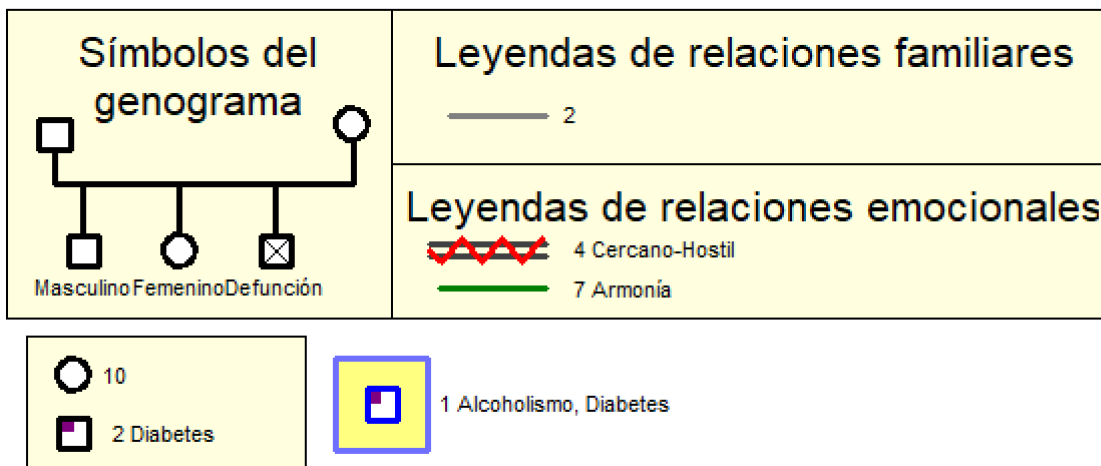 Símbolos del
genograma
Masculino Femenino Defunción
Leyendas de relaciones familiares
2
Leyendas de relaciones emocionales
4 Cercano-Hostil
7 Armonía
10
2 Diabetes
1 Alcoholismo, Diabetes